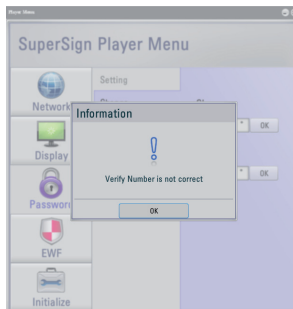 Player Menu
SuperSign Player Menu
Setting
Network
Information
OK
Display
Verify Number is not correct
OK
Password
OK
EWF
Initialize